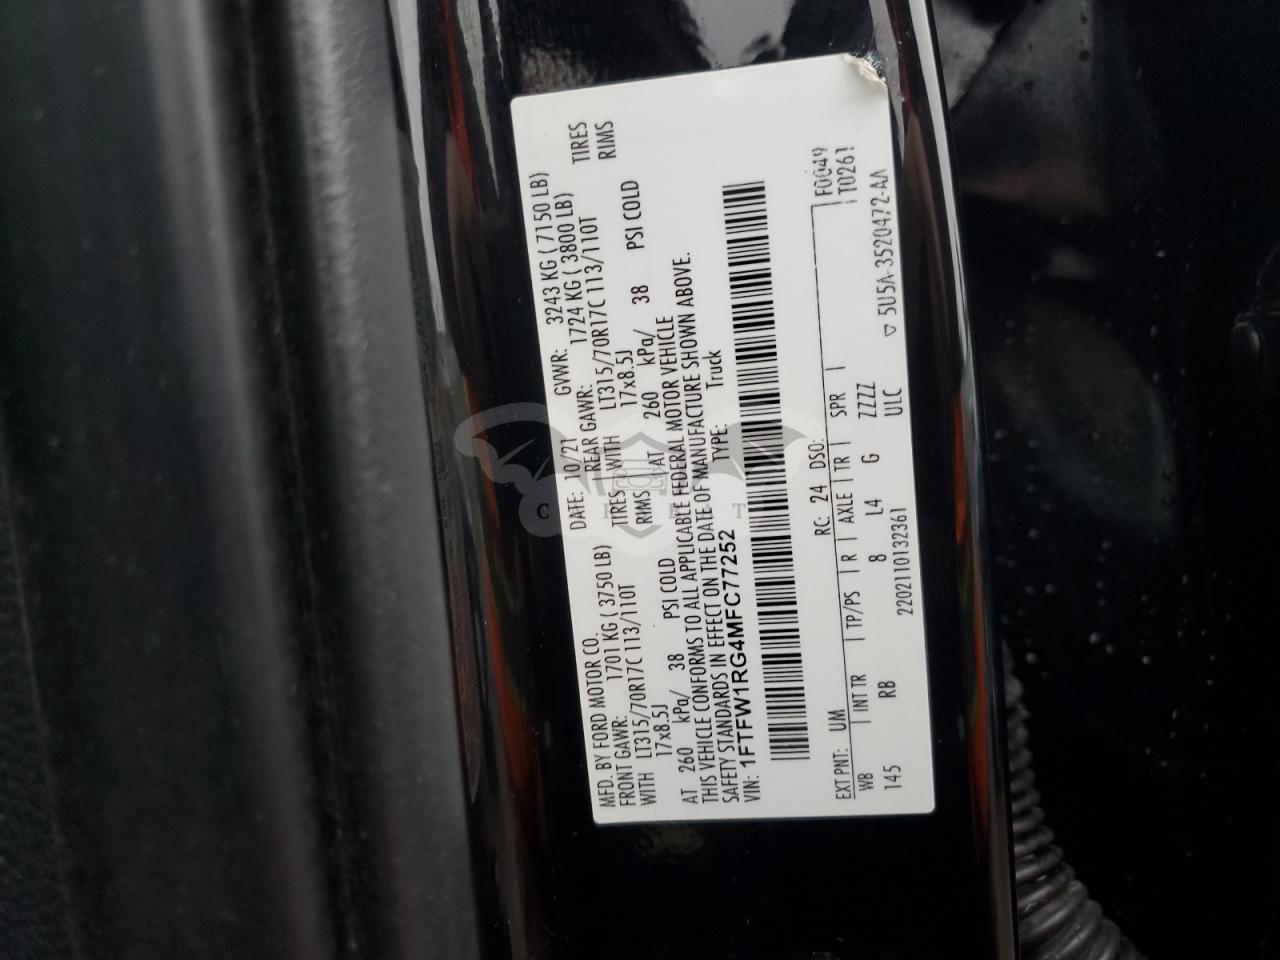 MFD. BY FORD MOTOR CO.
DATE: 10/21 GVWR: 3243 KG ( 7150 LB)
FRONT GAWR: 1701 KG ( 3750 LB) REAR GAWR: 1724 KG ( 3800 LB)
WITH LT315/70R17C 113/110T TIRES WITH LT315/70R17C 113/110T TIRES
17x8.5J RIMS 17x8.5J RIMS
AT 260 kPa/ 38 PSI COLD AT 260 kPa/ 38 PSI COLD
THIS VEHICLE CONFORMS TO ALL APPLICABLE FEDERAL MOTOR VEHICLE
SAFETY STANDARDS IN EFFECT ON THE DATE OF MANUFACTURE SHOWN ABOVE.
VIN: 1FTFW1RG4MFC77252 TYPE: Truck
EXT PNT: UM RC: 24 DSO: F0049
WB INT TR TP/PS R AXLE TR SPR T0261
145 RB 8 L4 G ZZZZ
2202110132361 ULC ▽ 5U5A-3520472-AA